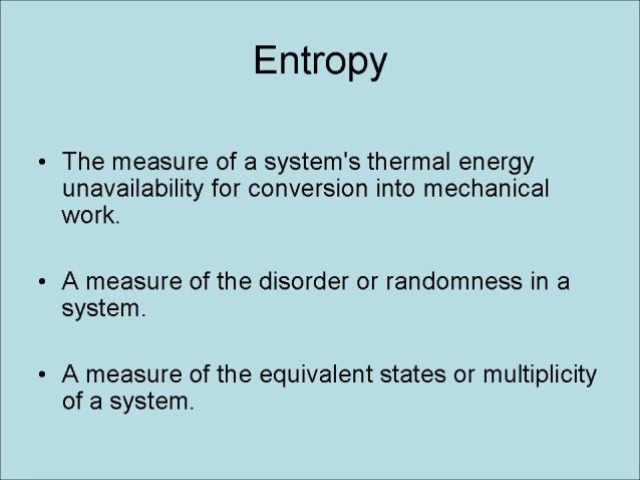 Entropy
• The measure of a system's thermal energy
unavailability for conversion into mechanical
work.
• A measure of the disorder or randomness in a
system.
• A measure of the equivalent states or multiplicity
of a system.